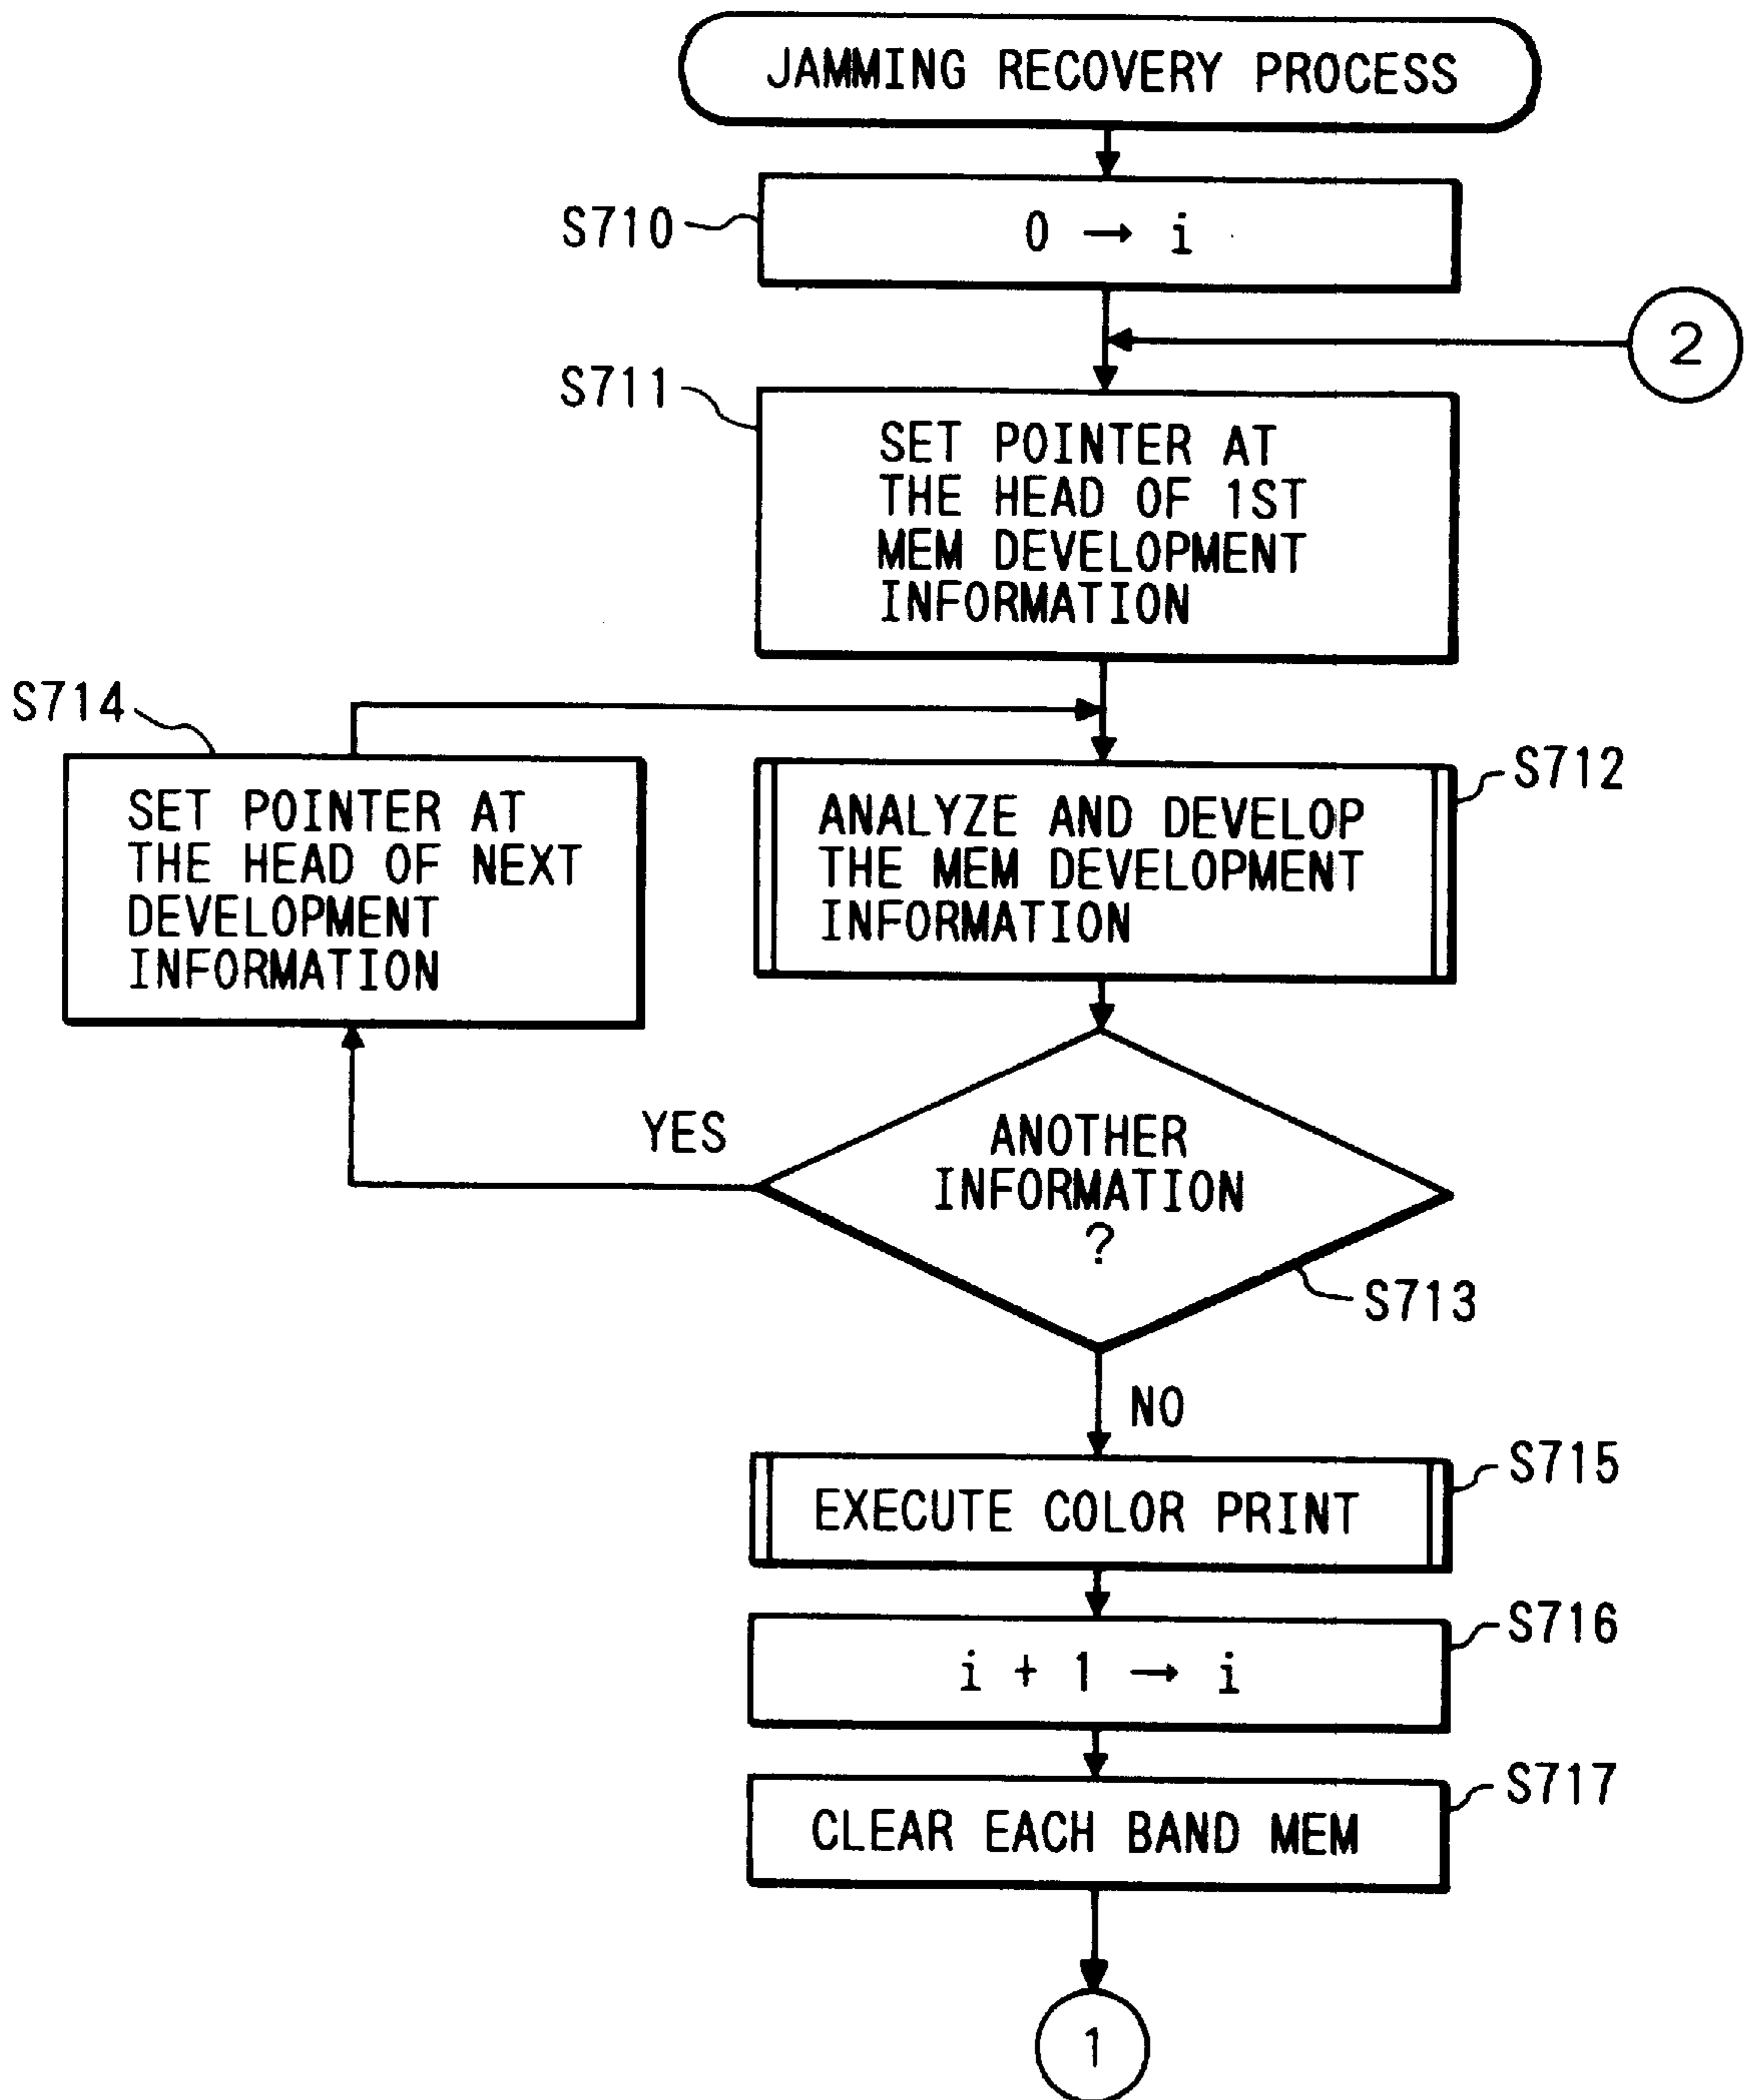 JAMMING RECOVERY PROCESS
S710
0 → i
2
S711
SET POINTER AT
THE HEAD OF 1ST
MEM DEVELOPMENT
INFORMATION
S714
SET POINTER AT
THE HEAD OF NEXT
DEVELOPMENT
INFORMATION
S712
ANALYZE AND DEVELOP
THE MEM DEVELOPMENT
INFORMATION
YES
ANOTHER
INFORMATION
?
S713
NO
S715
EXECUTE COLOR PRINT
S716
i + 1 → i
S717
CLEAR EACH BAND MEM
1